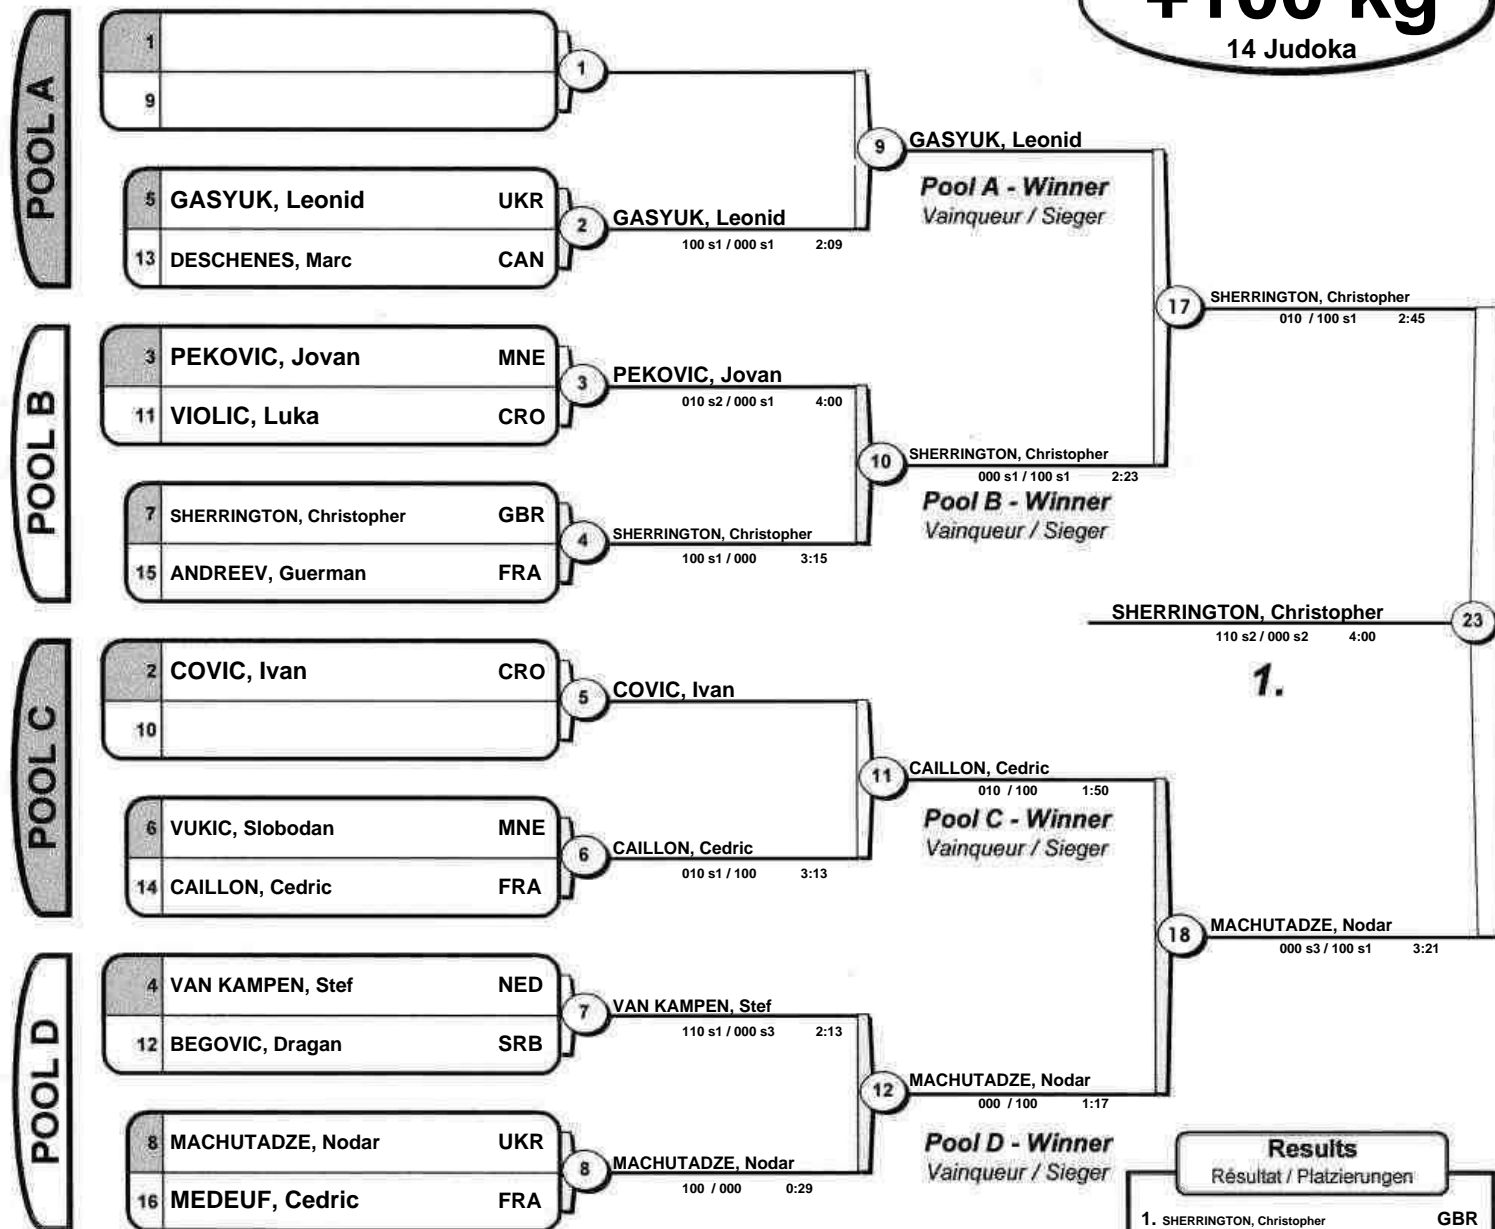 +100 kg
14 Judoka
POOL A
1
9
1
5 GASYUK, Leonid UKR
13 DESCHENES, Marc CAN
2
GASYUK, Leonid
100 s1 / 000 s1 2:09
9
GASYUK, Leonid
Pool A - Winner
Vainqueur / Sieger
POOL B
3 PEKOVIC, Jovan MNE
11 VIOLIC, Luka CRO
3
PEKOVIC, Jovan
010 s2 / 000 s1 4:00
7 SHERRINGTON, Christopher GBR
15 ANDREEV, Guerman FRA
4
SHERRINGTON, Christopher
100 s1 / 000 3:15
10
SHERRINGTON, Christopher
000 s1 / 100 s1 2:23
Pool B - Winner
Vainqueur / Sieger
17
SHERRINGTON, Christopher
010 / 100 s1 2:45
POOL C
2 COVIC, Ivan CRO
10
5
COVIC, Ivan
6 VUKIC, Slobodan MNE
14 CAILLON, Cedric FRA
6
CAILLON, Cedric
010 s1 / 100 3:13
11
CAILLON, Cedric
010 / 100 1:50
Pool C - Winner
Vainqueur / Sieger
POOL D
4 VAN KAMPEN, Stef NED
12 BEGOVIC, Dragan SRB
7
VAN KAMPEN, Stef
110 s1 / 000 s3 2:13
8 MACHUTADZE, Nodar UKR
16 MEDEUF, Cedric FRA
8
MACHUTADZE, Nodar
100 / 000 0:29
12
MACHUTADZE, Nodar
000 / 100 1:17
Pool D - Winner
Vainqueur / Sieger
18
MACHUTADZE, Nodar
000 s3 / 100 s1 3:21
SHERRINGTON, Christopher
23
110 s2 / 000 s2 4:00
1.
Results
Résultat / Platzierungen
1. SHERRINGTON, Christopher GBR